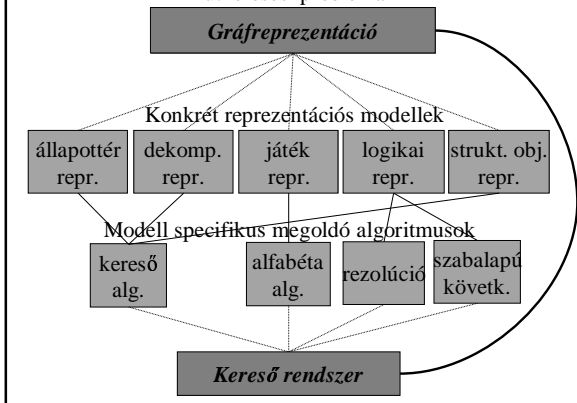 Gráfreprezentáció
Konkrét reprezentációs modellek
állapottér dekomp. játék logikai strukt. obj.
repr. repr. repr. repr. repr.
Modell specifikus megoldó algoritmusok
kereső alfabéta rezolúció szabalapú
alg. alg. követk.
Kereső rendszer